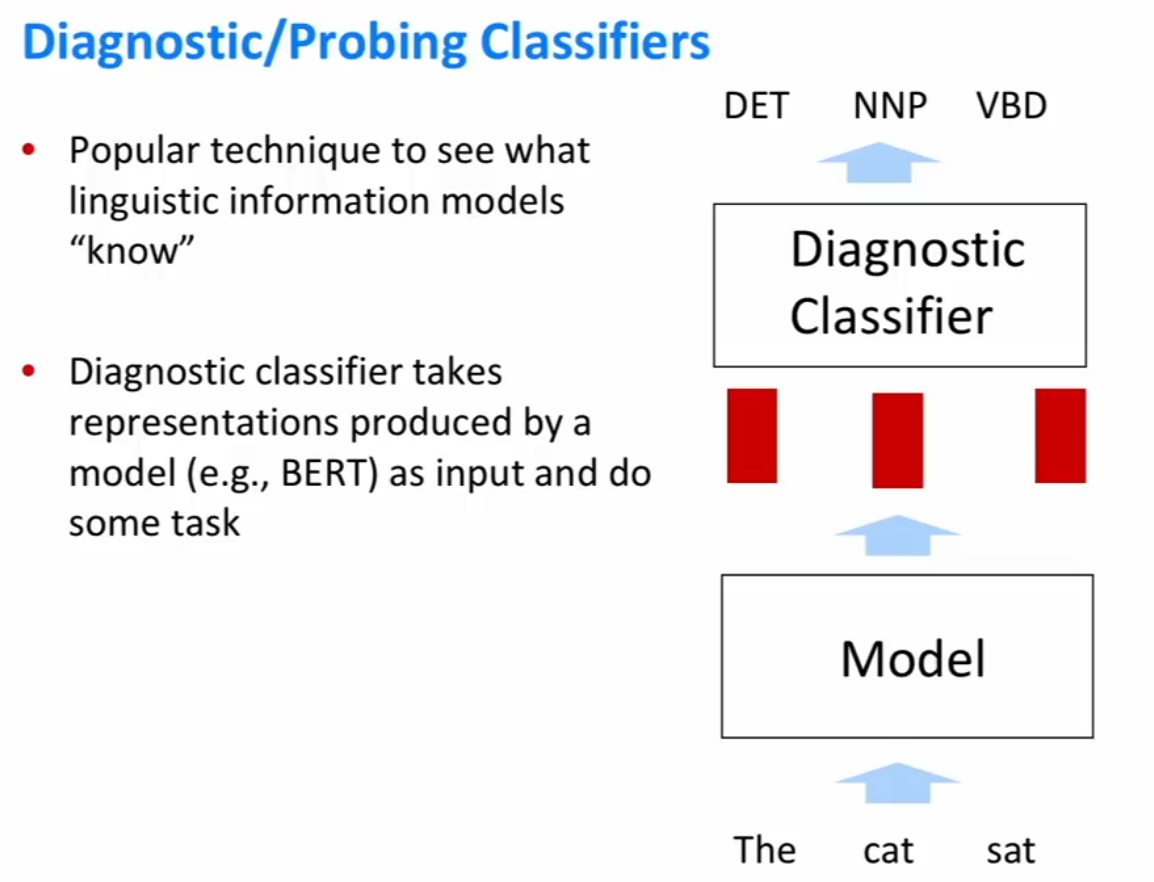 Diagnostic/Probing Classifiers
• Popular technique to see what
linguistic information models
“know”
• Diagnostic classifier takes
representations produced by a
model (e.g., BERT) as input and do
some task
DET NNP VBD
Diagnostic
Classifier
Model
The cat sat